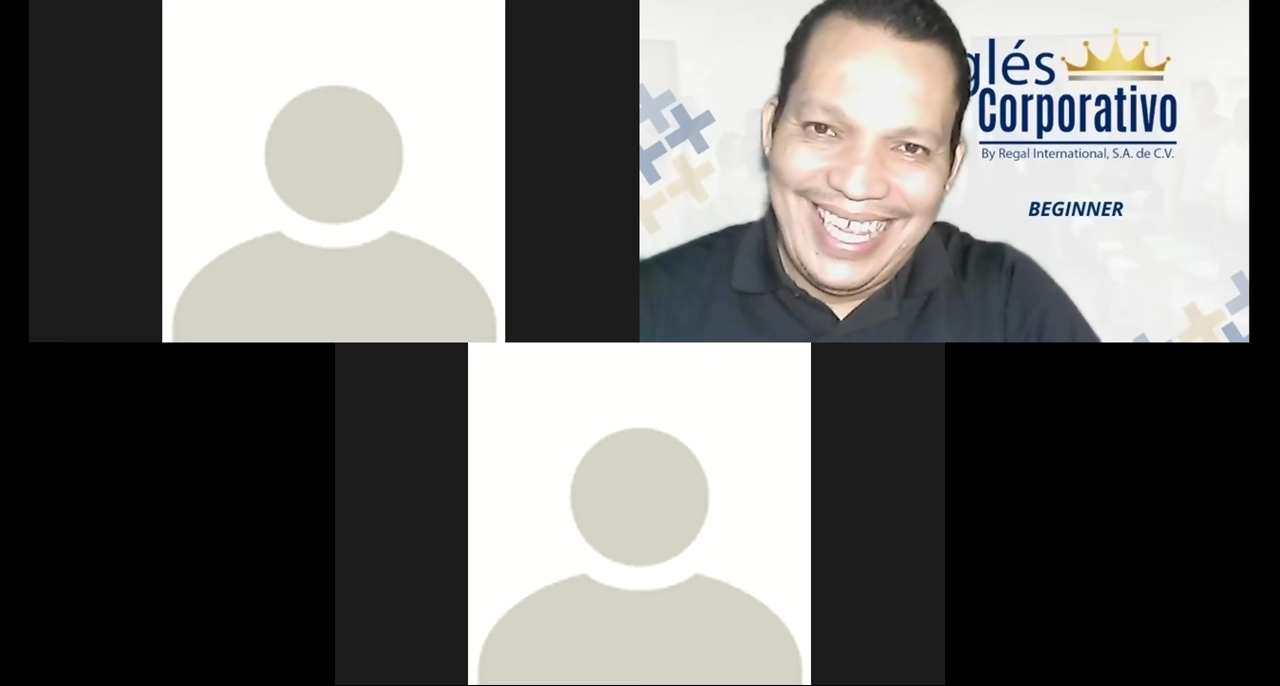 glés
Corporativo
By Regal International, S.A. de C.V.
BEGINNER